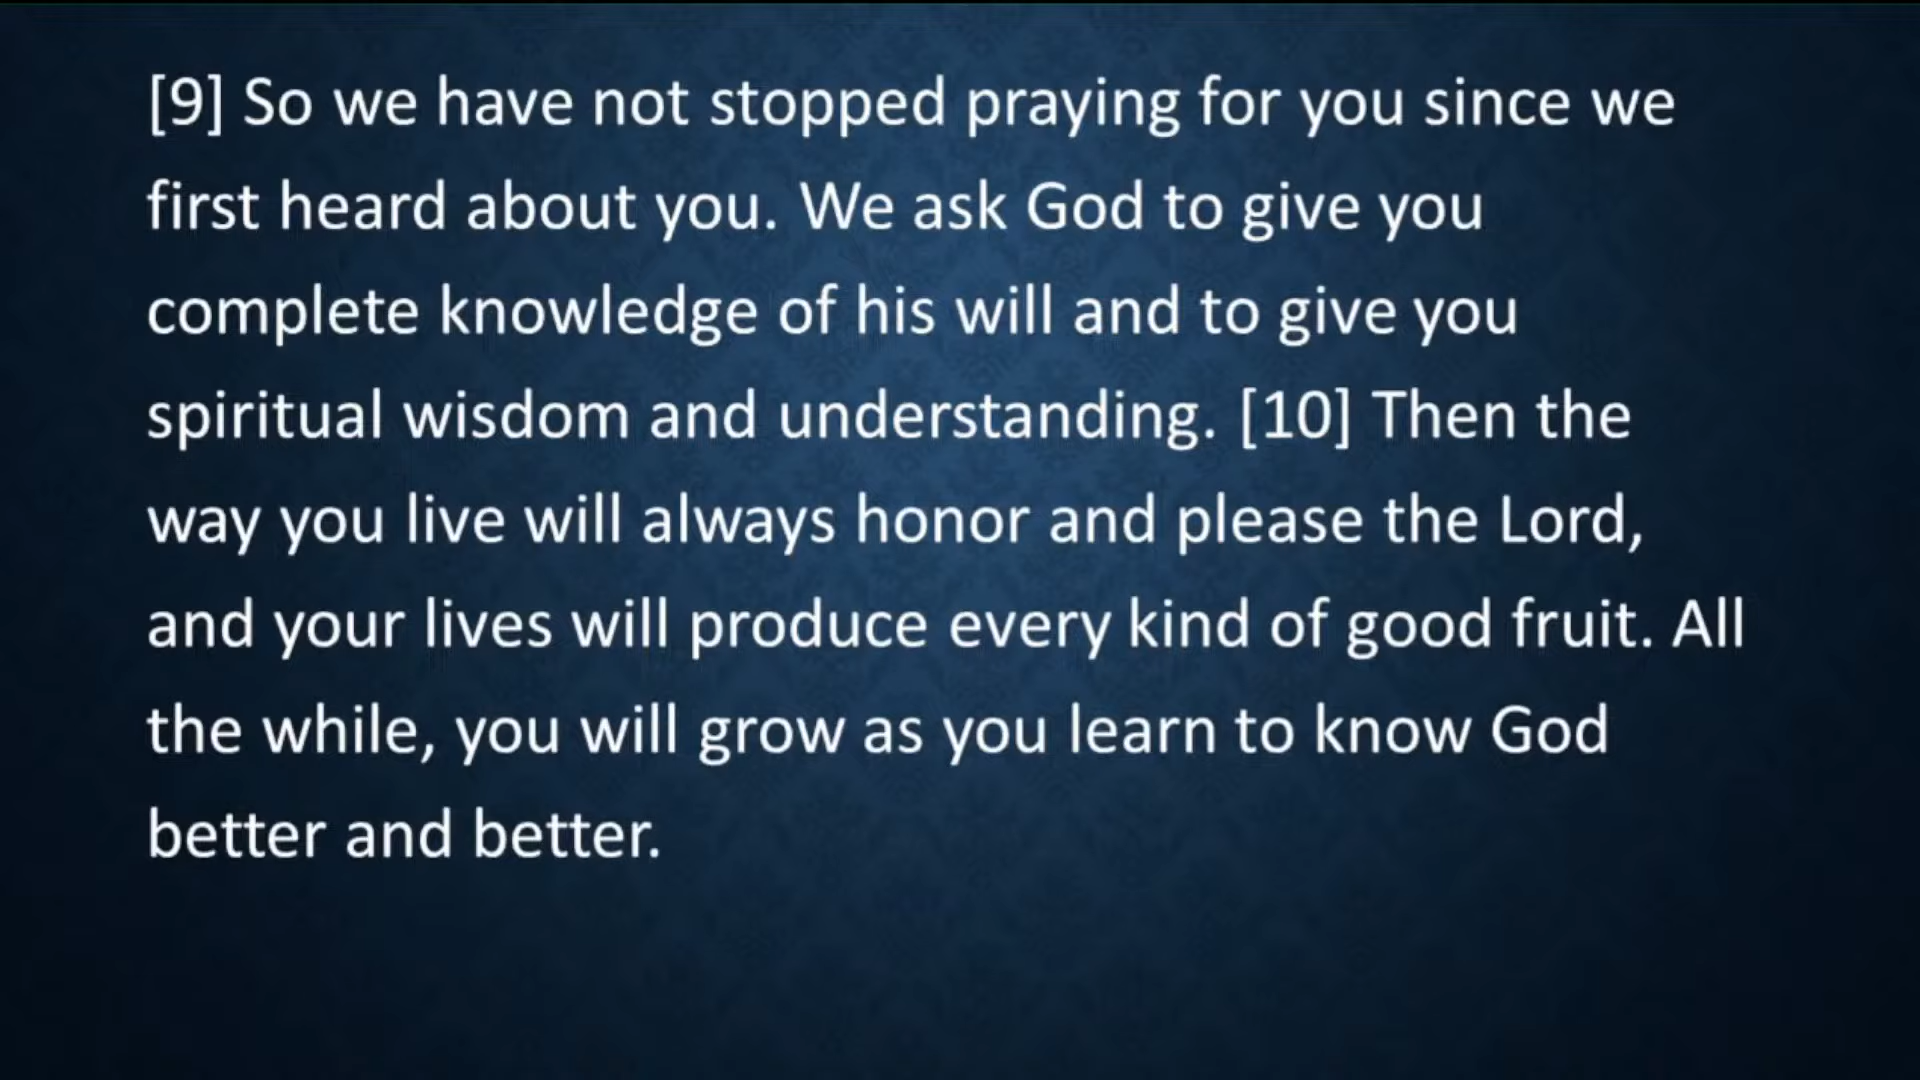 [9] So we have not stopped praying for you since we
first heard about you. We ask God to give you
complete knowledge of his will and to give you
spiritual wisdom and understanding. [10] Then the
way you live will always honor and please the Lord,
and your lives will produce every kind of good fruit. All
the while, you will grow as you learn to know God
better and better.